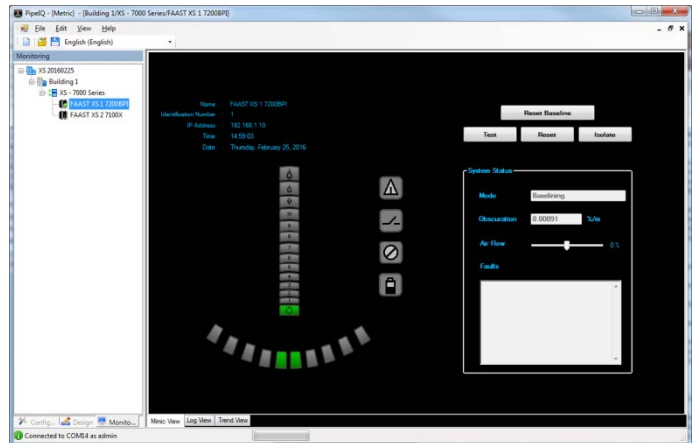 PipeIQ - [Metric] - [Building 1/XS - 7000 Series/FAAST XS 1 7200BPI]
File Edit View Help
English (English)
Monitoring
XS 20160225
Building 1
XS - 7000 Series
FAAST XS 1 7200BPI
FAAST XS 2 7100X
Name : FAAST XS 1 7200BPI
Identification Number : 1
IP Address : 192.168.1.10
Time : 14:59:03
Date : Thursday, February 25, 2016
Reset Baseline
Test Reset Isolate
System Status
Mode Baselining
Obscuration 0.00091 %/m
Air Flow 0 %
Faults
Config... Design Monito...
Mimic View Log View Trend View
Connected to COM14 as admin